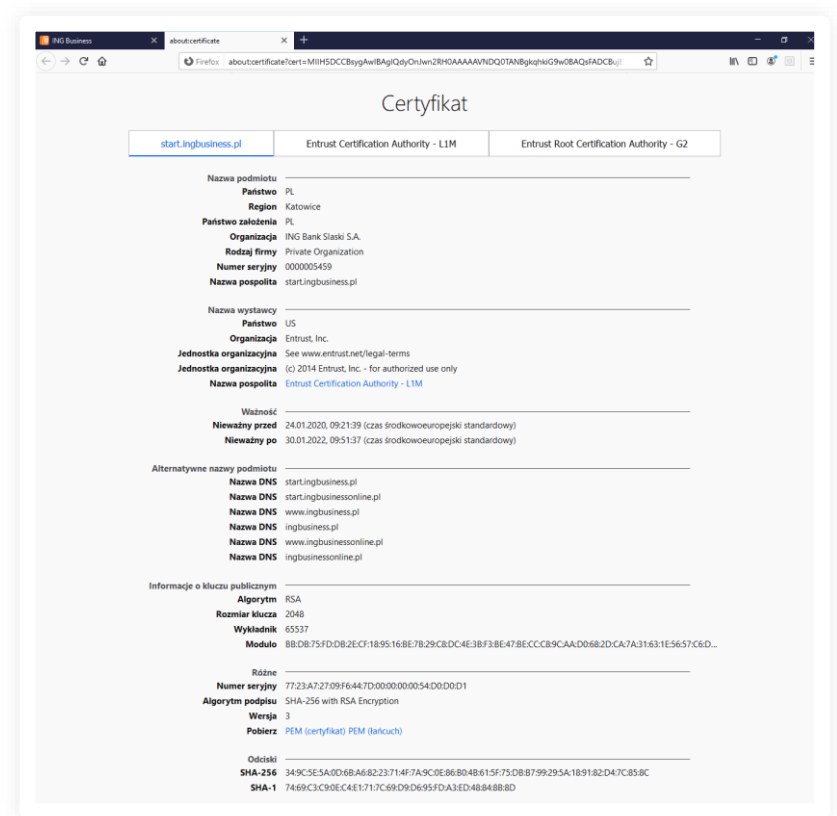 ING Business
about:certificate
Firefox about:certificate?cert=MIIH5DCCBsygAwIBAgIQdyOnJwn2RH0AAAAAVNDQ0TANBgkqhkiG9w0BAQsFADCBuj
Certyfikat
start.ingbusiness.pl Entrust Certification Authority - L1M Entrust Root Certification Authority - G2
Nazwa podmiotu
Państwo PL
Region Katowice
Państwo założenia PL
Organizacja ING Bank Slaski S.A.
Rodzaj firmy Private Organization
Numer seryjny 0000005459
Nazwa pospolita start.ingbusiness.pl
Nazwa wystawcy
Państwo US
Organizacja Entrust, Inc.
Jednostka organizacyjna See www.entrust.net/legal-terms
Jednostka organizacyjna (c) 2014 Entrust, Inc. - for authorized use only
Nazwa pospolita Entrust Certification Authority - L1M
Ważność
Nieważny przed 24.01.2020, 09:21:39 (czas środkowoeuropejski standardowy)
Nieważny po 30.01.2022, 09:51:37 (czas środkowoeuropejski standardowy)
Alternatywne nazwy podmiotu
Nazwa DNS start.ingbusiness.pl
Nazwa DNS start.ingbusinessonline.pl
Nazwa DNS www.ingbusiness.pl
Nazwa DNS ingbusiness.pl
Nazwa DNS www.ingbusinessonline.pl
Nazwa DNS ingbusinessonline.pl
Informacje o kluczu publicznym
Algorytm RSA
Rozmiar klucza 2048
Wykładnik 65537
Modulo BB:DB:75:FD:DB:2E:CF:18:95:16:BE:7B:29:C8:DC:4E:3B:F3:BE:47:BE:CC:C8:9C:AA:D0:68:2D:CA:7A:31:63:1E:56:57:C6:D...
Różne
Numer seryjny 77:23:A7:27:09:F6:44:7D:00:00:00:00:54:D0:D0:D1
Algorytm podpisu SHA-256 with RSA Encryption
Wersja 3
Pobierz PEM (certyfikat) PEM (łańcuch)
Odciski
SHA-256 34:9C:5E:5A:0D:6B:A6:82:23:71:4F:7A:9C:0E:86:B0:4B:61:5F:75:DB:B7:99:29:5A:18:91:82:D4:7C:85:8C
SHA-1 74:69:C3:C9:0E:C4:E1:71:7C:69:D9:D6:95:FD:A3:ED:48:84:8B:8D